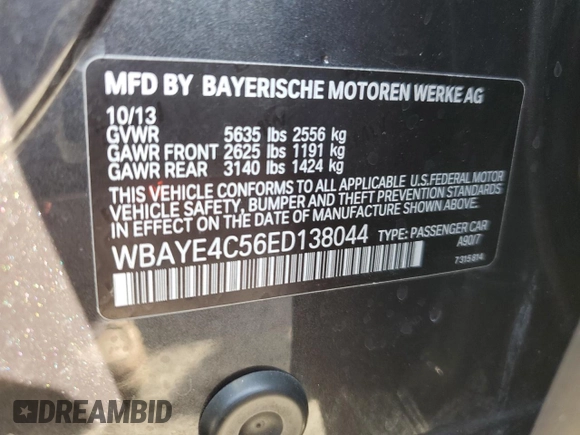 MFD BY BAYERISCHE MOTOREN WERKE AG
10/13
GVWR 5635 lbs 2556 kg
GAWR FRONT 2625 lbs 1191 kg
GAWR REAR 3140 lbs 1424 kg
THIS VEHICLE CONFORMS TO ALL APPLICABLE U.S.FEDERAL MOTOR
VEHICLE SAFETY, BUMPER AND THEFT PREVENTION STANDARDS
IN EFFECT ON THE DATE OF MANUFACTURE SHOWN ABOVE.
WBAYE4C56ED138044 TYPE: PASSENGER CAR
A90/7
7315814
DREAMBID